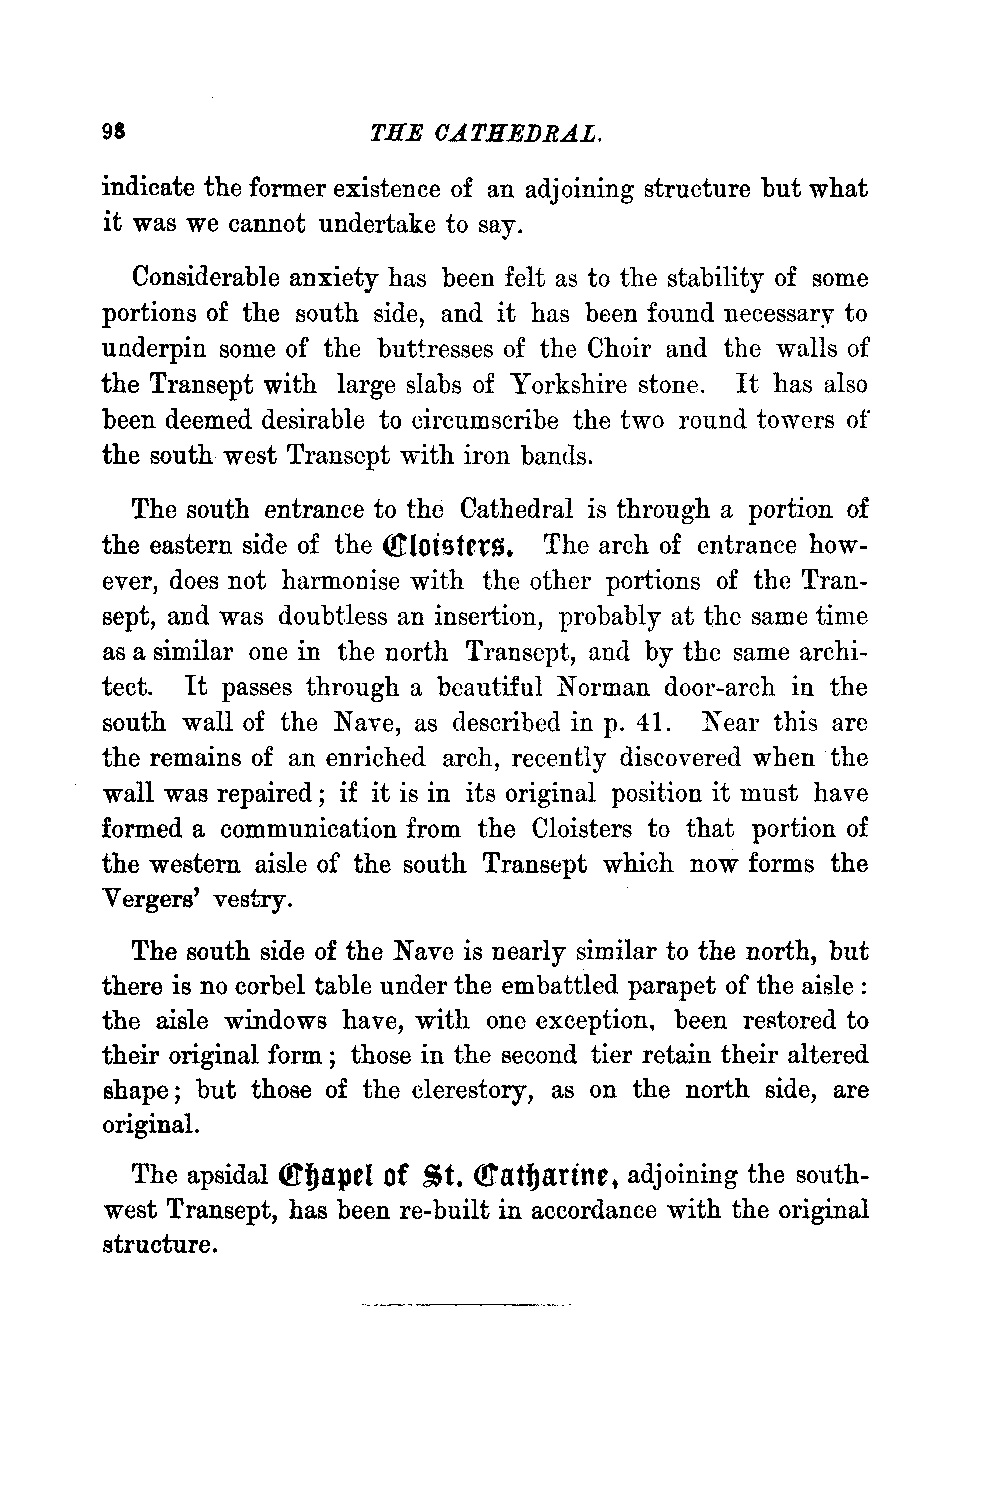 98 THE CATHEDRAL.
indicate the former existence of an adjoining structure but what
it was we cannot undertake to say.
Considerable anxiety has been felt as to the stability of some
portions of the south side, and it has been found necessary to
underpin some of the buttresses of the Choir and the walls of
the Transept with large slabs of Yorkshire stone. It has also
been deemed desirable to circumscribe the two round towers of
the south west Transept with iron bands.
The south entrance to the Cathedral is through a portion of
the eastern side of the Cloisters. The arch of entrance how-
ever, does not harmonise with the other portions of the Tran-
sept, and was doubtless an insertion, probably at the same time
as a similar one in the north Transept, and by the same archi-
tect. It passes through a beautiful Norman door-arch in the
south wall of the Nave, as described in p. 41. Near this are
the remains of an enriched arch, recently discovered when the
wall was repaired; if it is in its original position it must have
formed a communication from the Cloisters to that portion of
the western aisle of the south Transept which now forms the
Vergers' vestry.
The south side of the Nave is nearly similar to the north, but
there is no corbel table under the embattled parapet of the aisle:
the aisle windows have, with one exception, been restored to
their original form; those in the second tier retain their altered
shape; but those of the clerestory, as on the north side, are
original.
The apsidal Chapel of St. Catharine, adjoining the south-
west Transept, has been re-built in accordance with the original
structure.